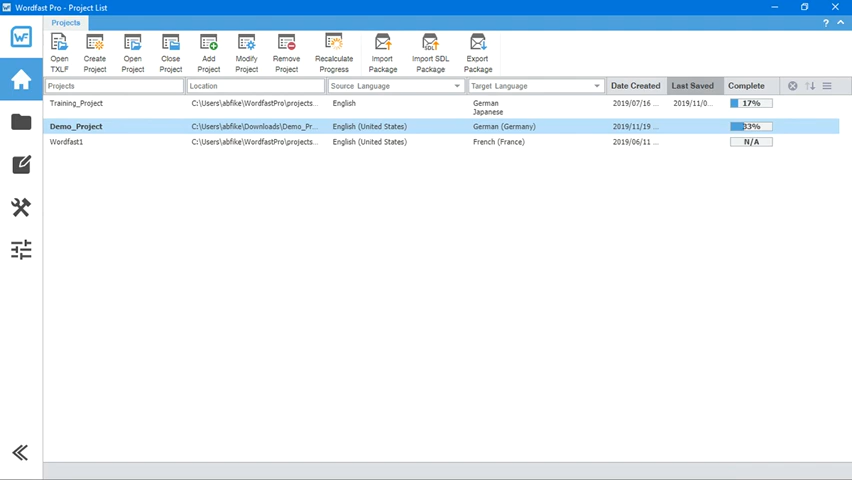 WF Wordfast Pro - Project List
Projects
?
Open TXLF
Create Project
Open Project
Close Project
Add Project
Modify Project
Remove Project
Recalculate Progress
Import Package
Import SDL Package
Export Package
Projects Location Source Language Target Language Date Created Last Saved Complete
Training_Project C:\Users\abfike\WordfastPro\projects... English German 2019/07/16 ... 2019/11/0... 17%
Japanese
Demo_Project C:\Users\abfike\Downloads\Demo_Pr... English (United States) German (Germany) 2019/11/19 ... 33%
Wordfast1 C:\Users\abfike\WordfastPro\projects... English (United States) French (France) 2019/06/11 ... N/A